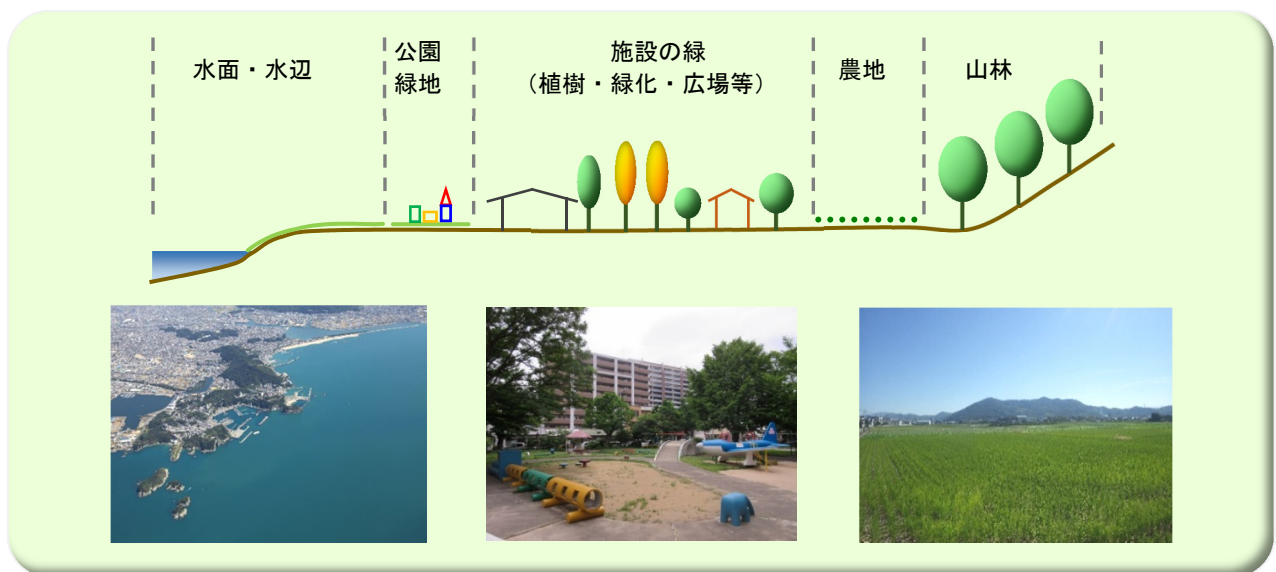 水面・水辺
公園
緑地
施設の緑
（植樹・緑化・広場等）
農地
山林